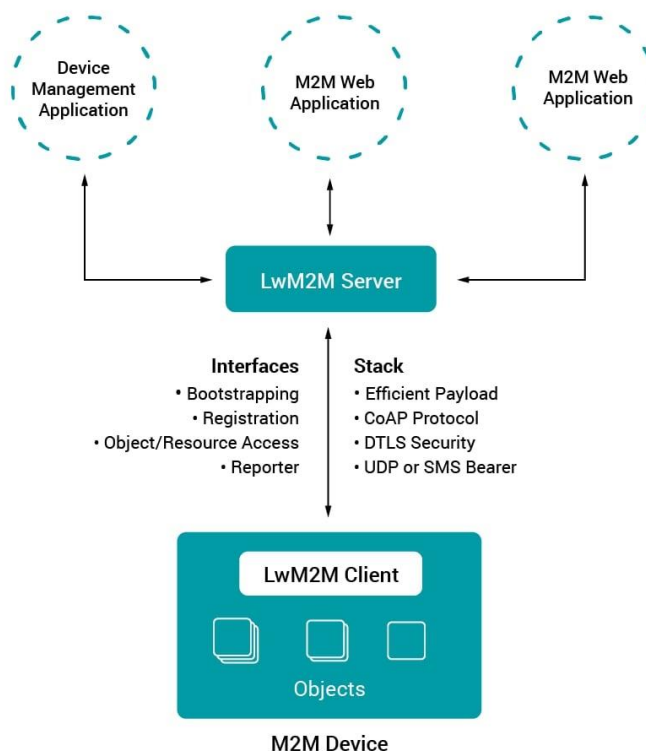 Device
Management
Application
M2M Web
Application
M2M Web
Application
LwM2M Server
Interfaces
• Bootstrapping
• Registration
• Object/Resource Access
• Reporter
Stack
• Efficient Payload
• CoAP Protocol
• DTLS Security
• UDP or SMS Bearer
LwM2M Client
Objects
M2M Device